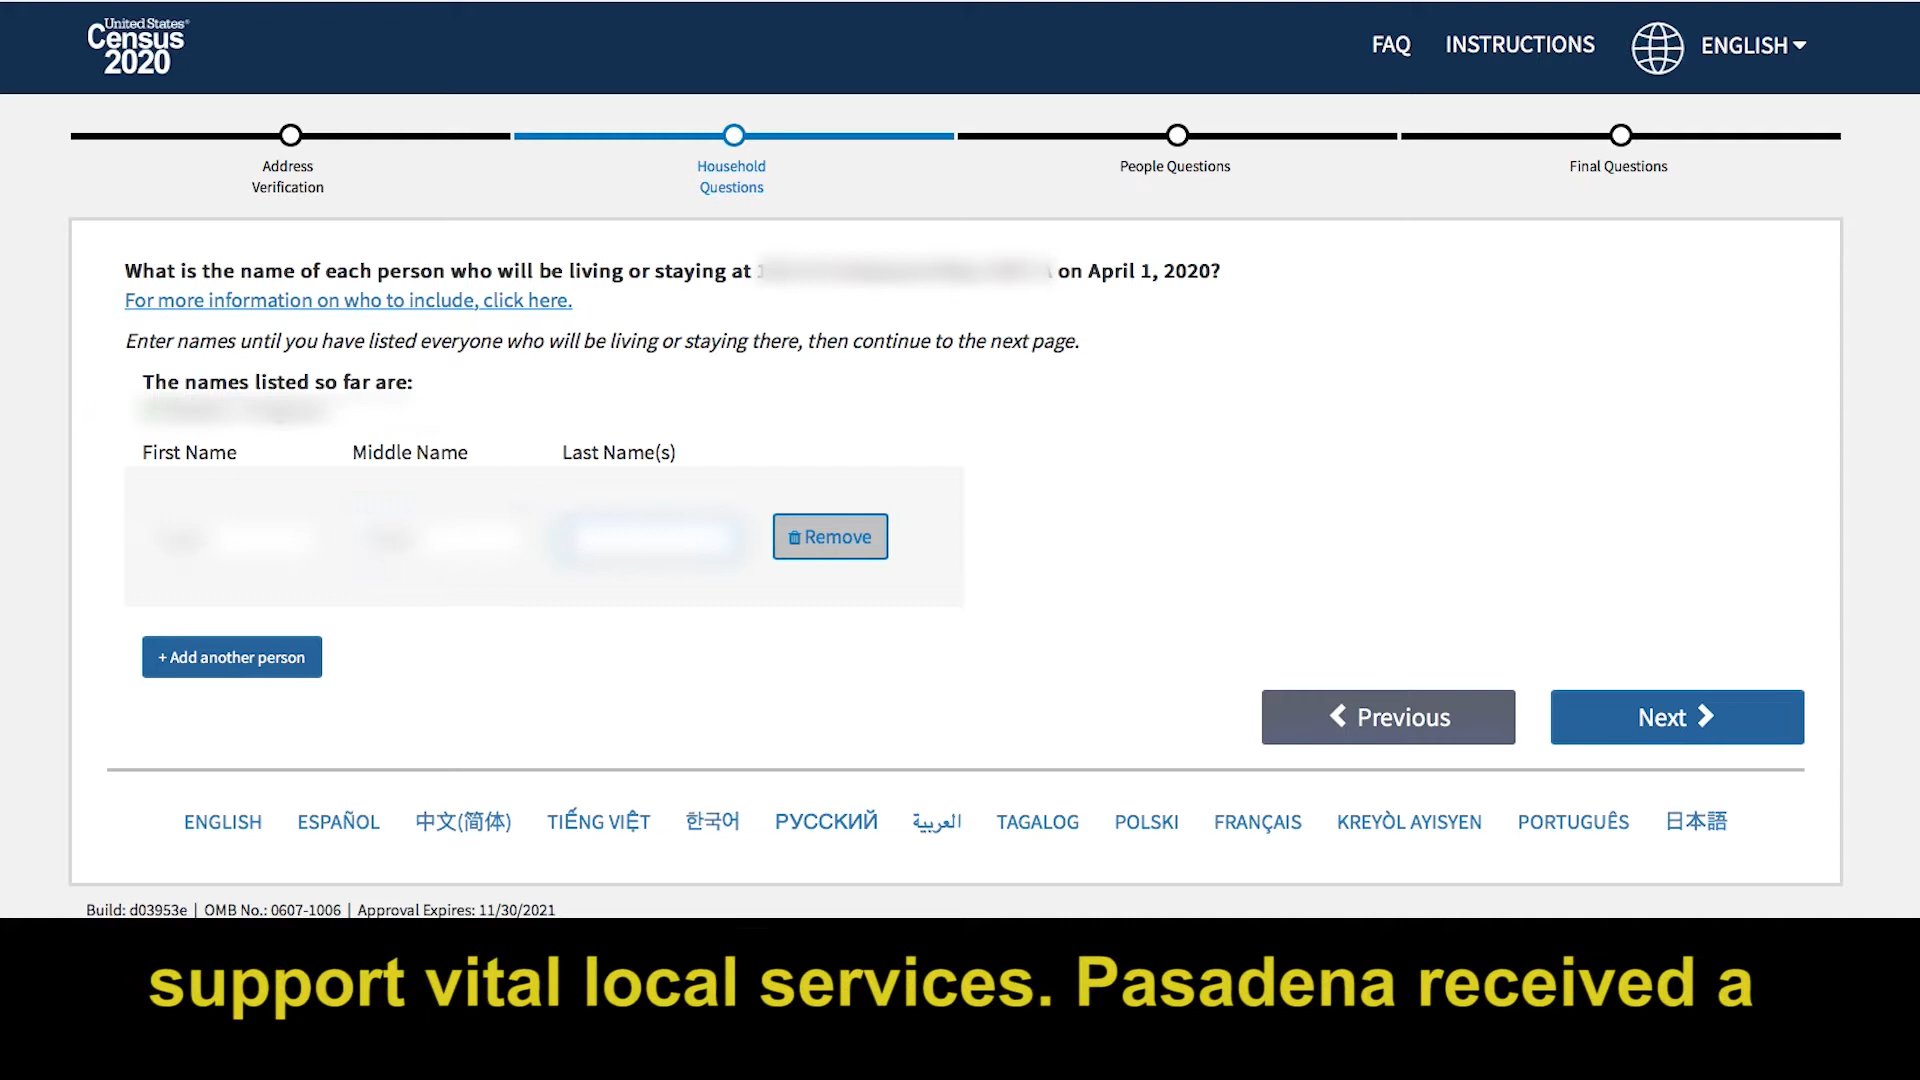 United States®
Census
2020
FAQ INSTRUCTIONS ENGLISH
Address
Verification
Household
Questions
People Questions
Final Questions
What is the name of each person who will be living or staying at on April 1, 2020?
For more information on who to include, click here.
Enter names until you have listed everyone who will be living or staying there, then continue to the next page.
The names listed so far are:
First Name Middle Name Last Name(s)
Remove
+ Add another person
Previous Next
ENGLISH ESPAÑOL 中文(简体) TIẾNG VIỆT 한국어 РУССКИЙ العربية TAGALOG POLSKI FRANÇAIS KREYÒL AYISYEN PORTUGUÊS 日本語
Build: d03953e | OMB No.: 0607-1006 | Approval Expires: 11/30/2021
support vital local services. Pasadena received a